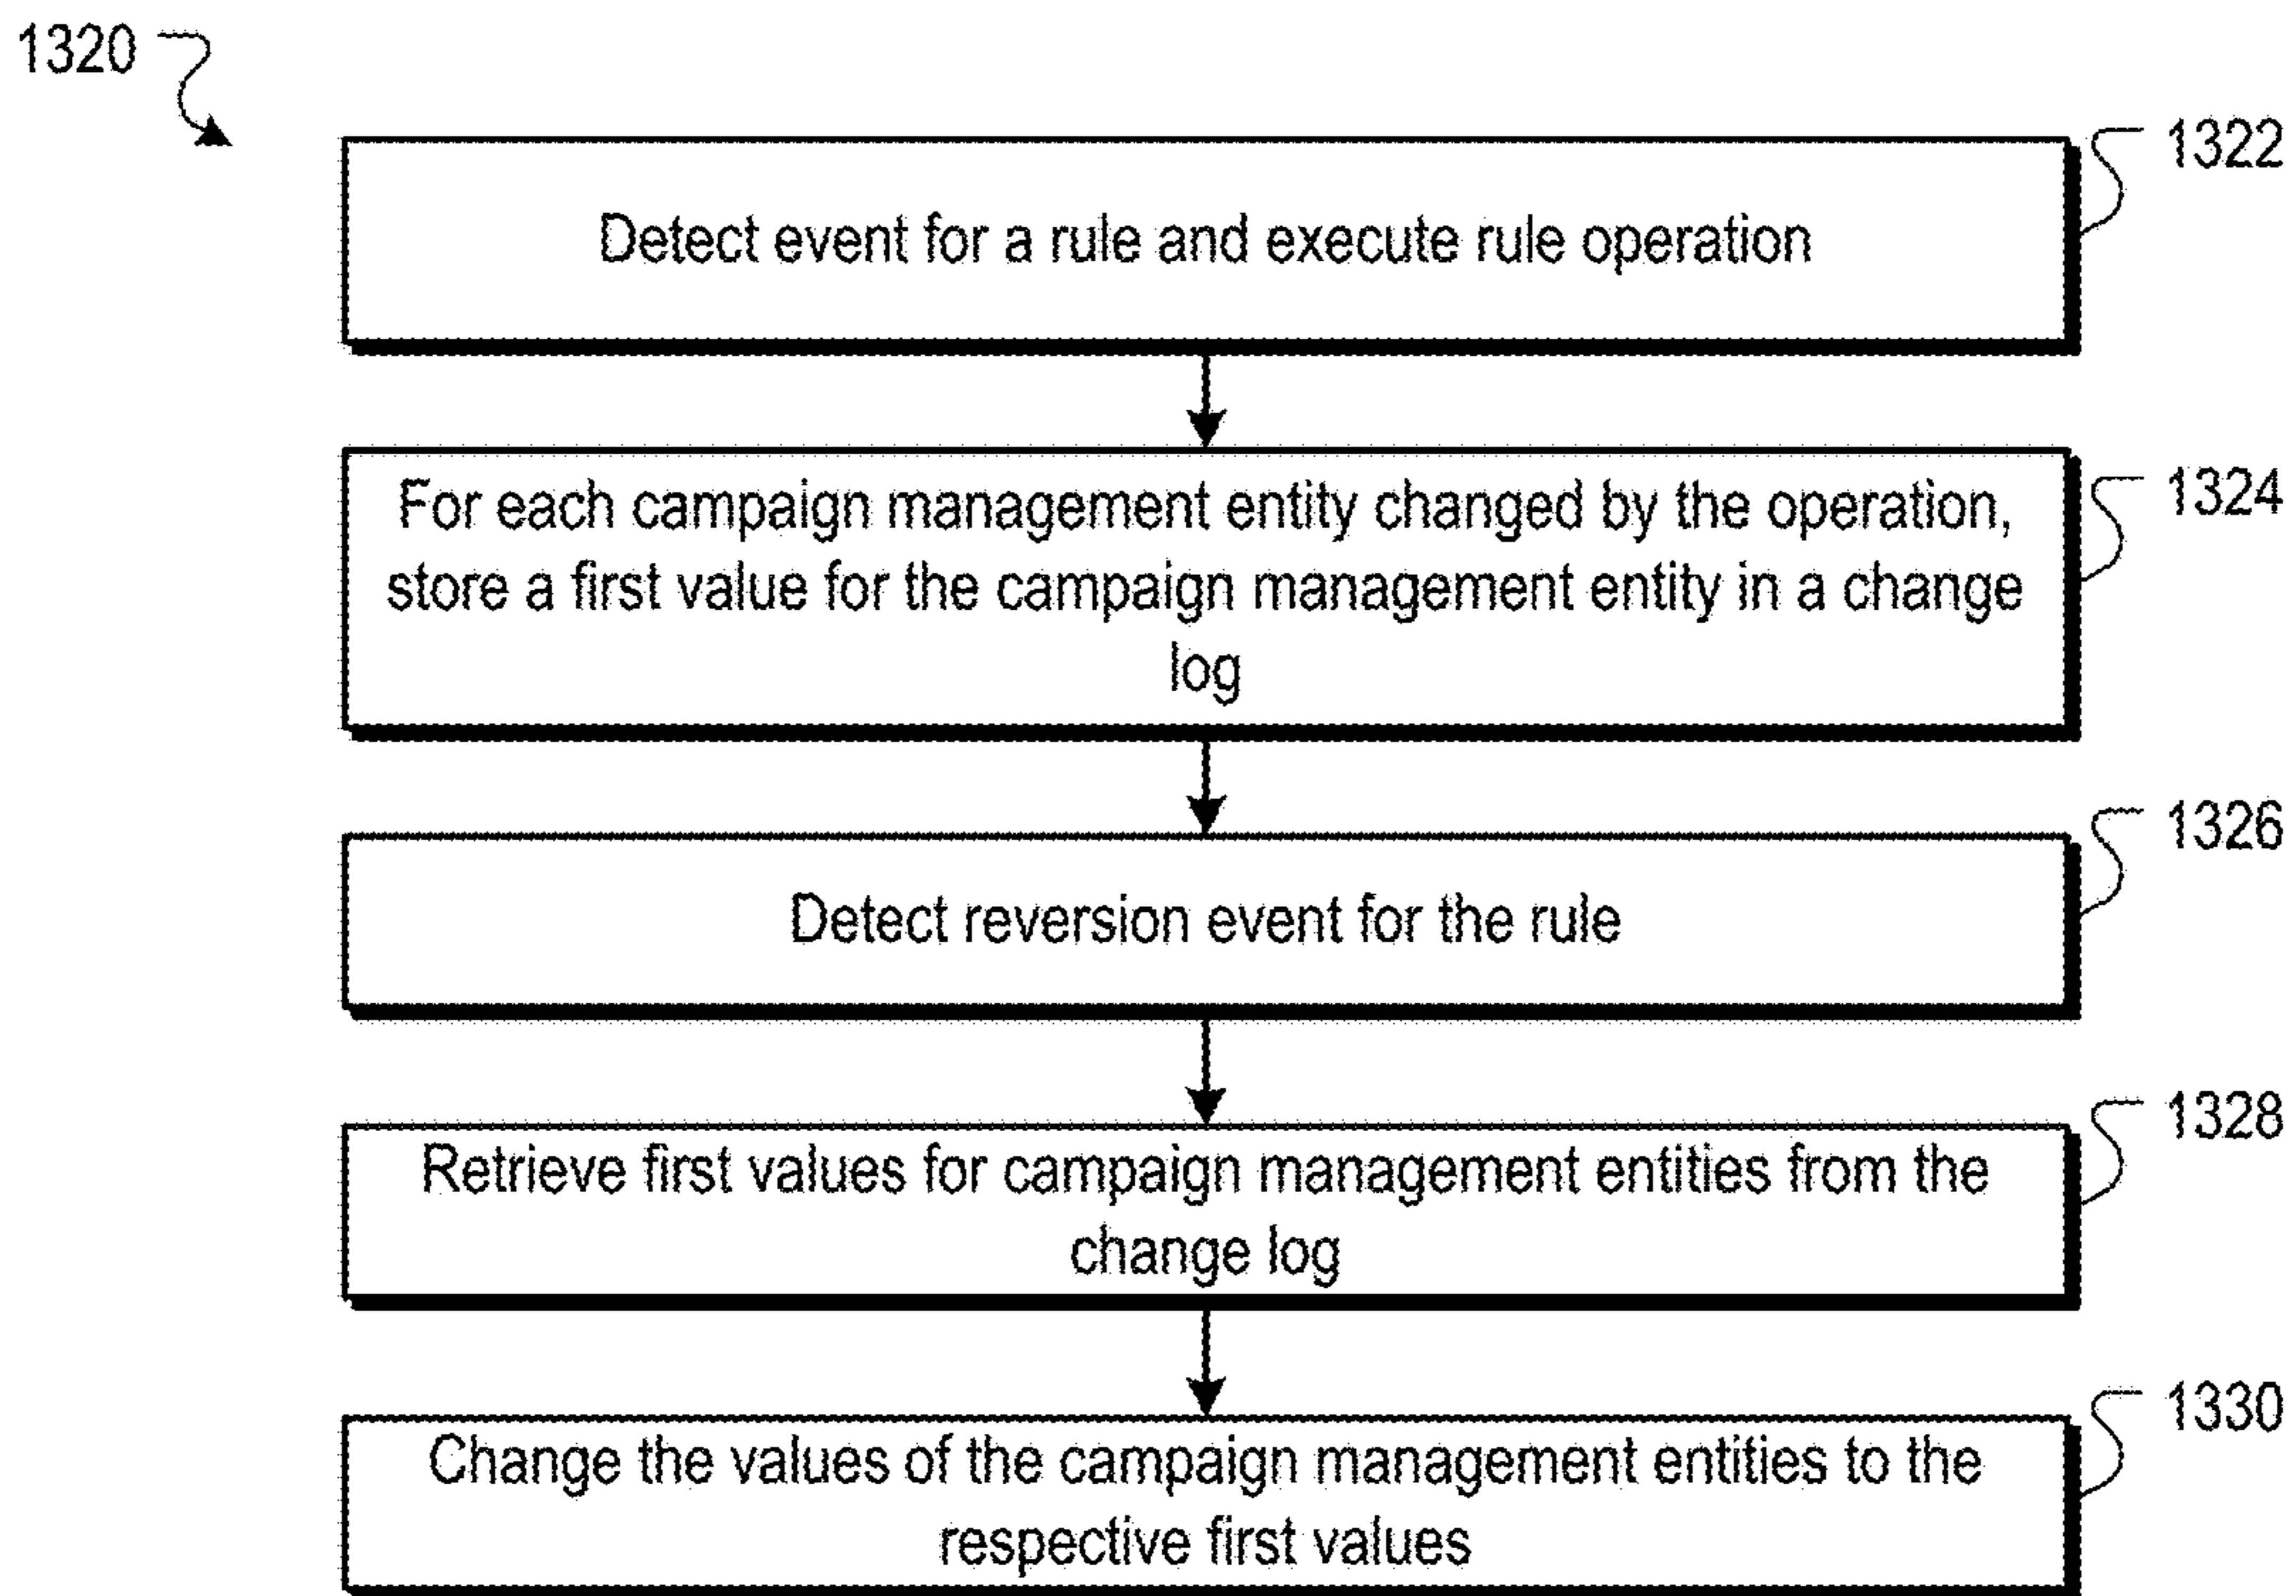 1320
1322
Detect event for a rule and execute rule operation
1324
For each campaign management entity changed by the operation,
store a first value for the campaign management entity in a change
log
1326
Detect reversion event for the rule
1328
Retrieve first values for campaign management entities from the
change log
1330
Change the values of the campaign management entities to the
respective first values